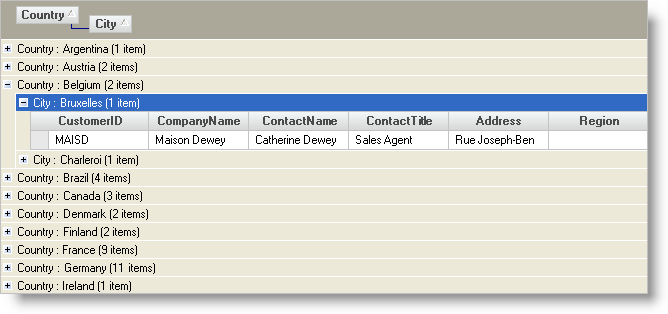 Country
City
Country : Argentina (1 item)
Country : Austria (2 items)
Country : Belgium (2 items)
City : Bruxelles (1 item)
CustomerID CompanyName ContactName ContactTitle Address Region
MAISD Maison Dewey Catherine Dewey Sales Agent Rue Joseph-Ben
City : Charleroi (1 item)
Country : Brazil (4 items)
Country : Canada (3 items)
Country : Denmark (2 items)
Country : Finland (2 items)
Country : France (9 items)
Country : Germany (11 items)
Country : Ireland (1 item)